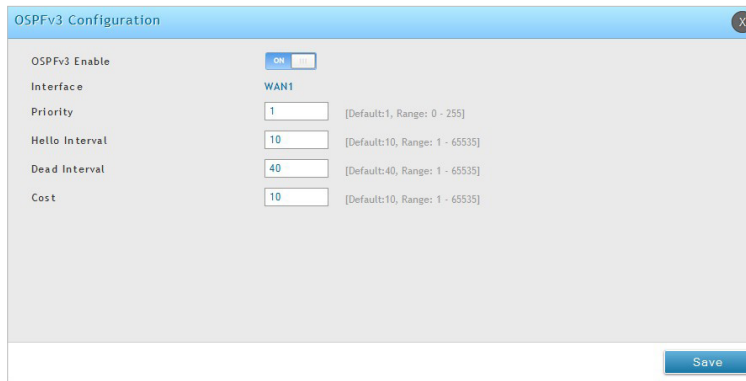 OSPFv3 Configuration
X
OSPFv3 Enable ON
Interface WAN1
Priority 1 [Default:1, Range: 0 - 255]
Hello Interval 10 [Default:10, Range: 1 - 65535]
Dead Interval 40 [Default:40, Range: 1 - 65535]
Cost 10 [Default:10, Range: 1 - 65535]
Save